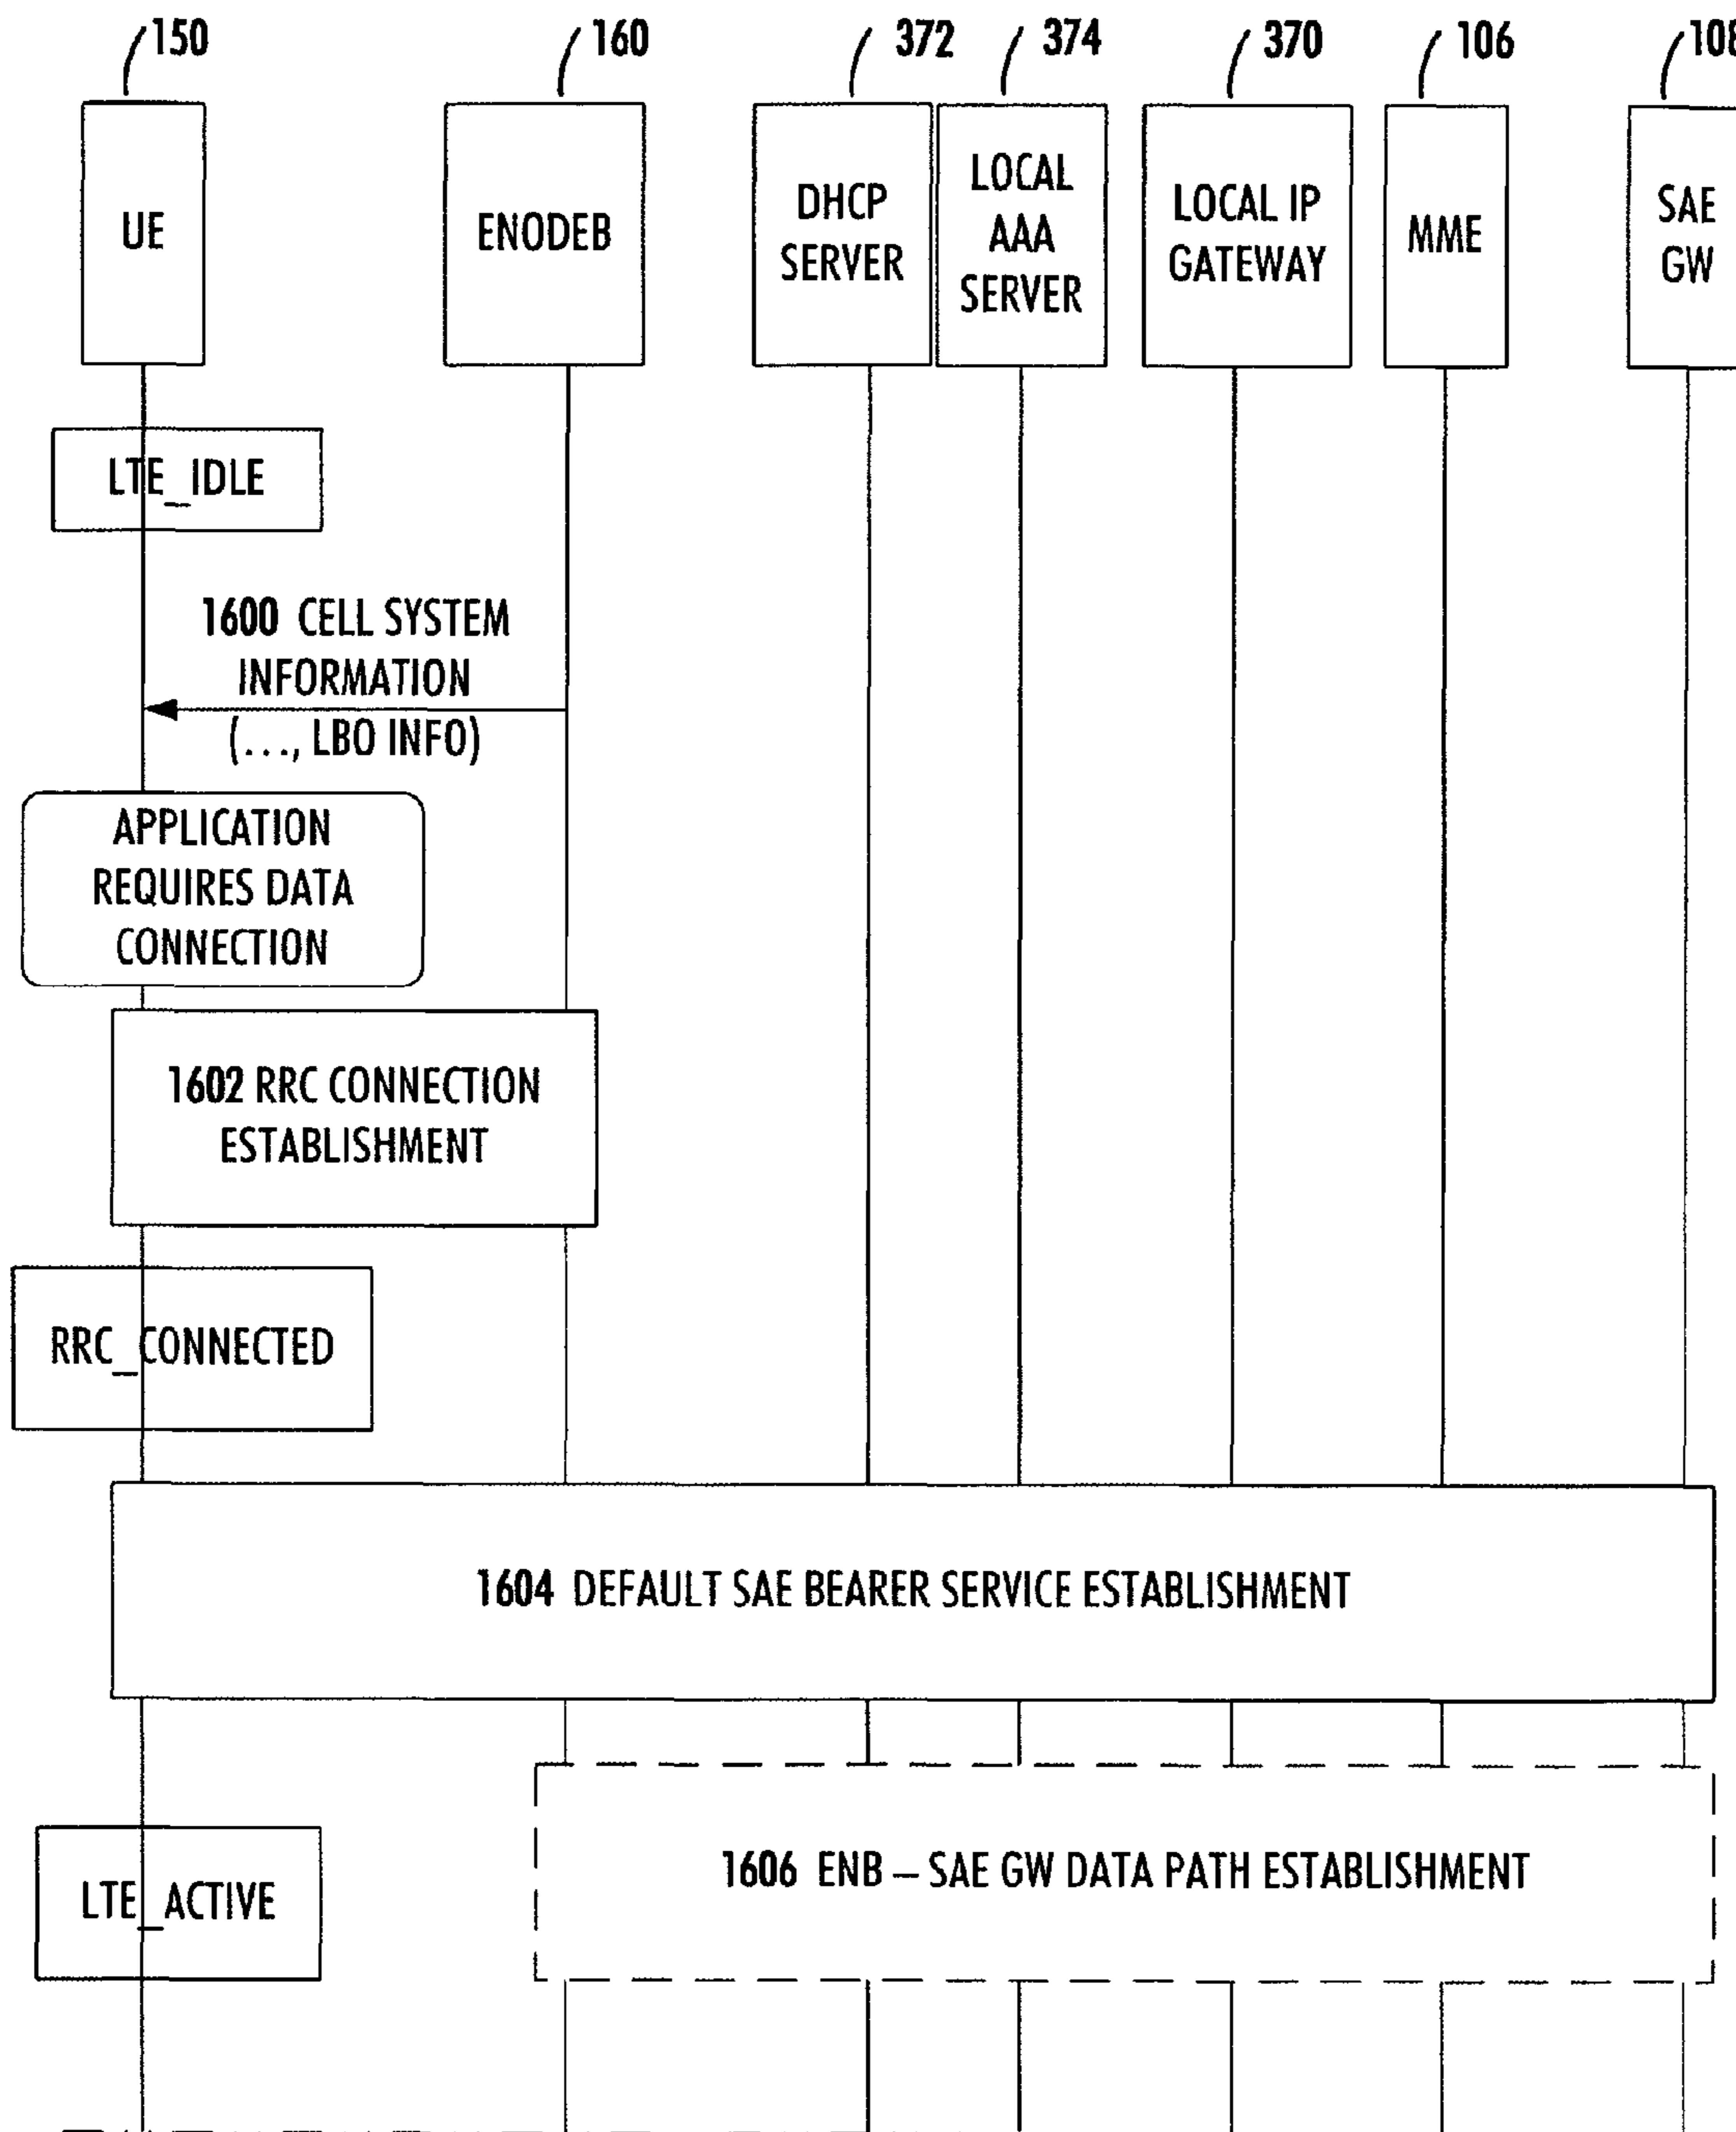 150
160
372
374
370
106
108
UE
ENODEB
DHCP
SERVER
LOCAL
AAA
SERVER
LOCAL IP
GATEWAY
MME
SAE
GW
LTE_IDLE
1600 CELL SYSTEM
INFORMATION
(..., LBO INFO)
APPLICATION
REQUIRES DATA
CONNECTION
1602 RRC CONNECTION
ESTABLISHMENT
RRC_CONNECTED
1604 DEFAULT SAE BEARER SERVICE ESTABLISHMENT
1606 ENB – SAE GW DATA PATH ESTABLISHMENT
LTE_ACTIVE